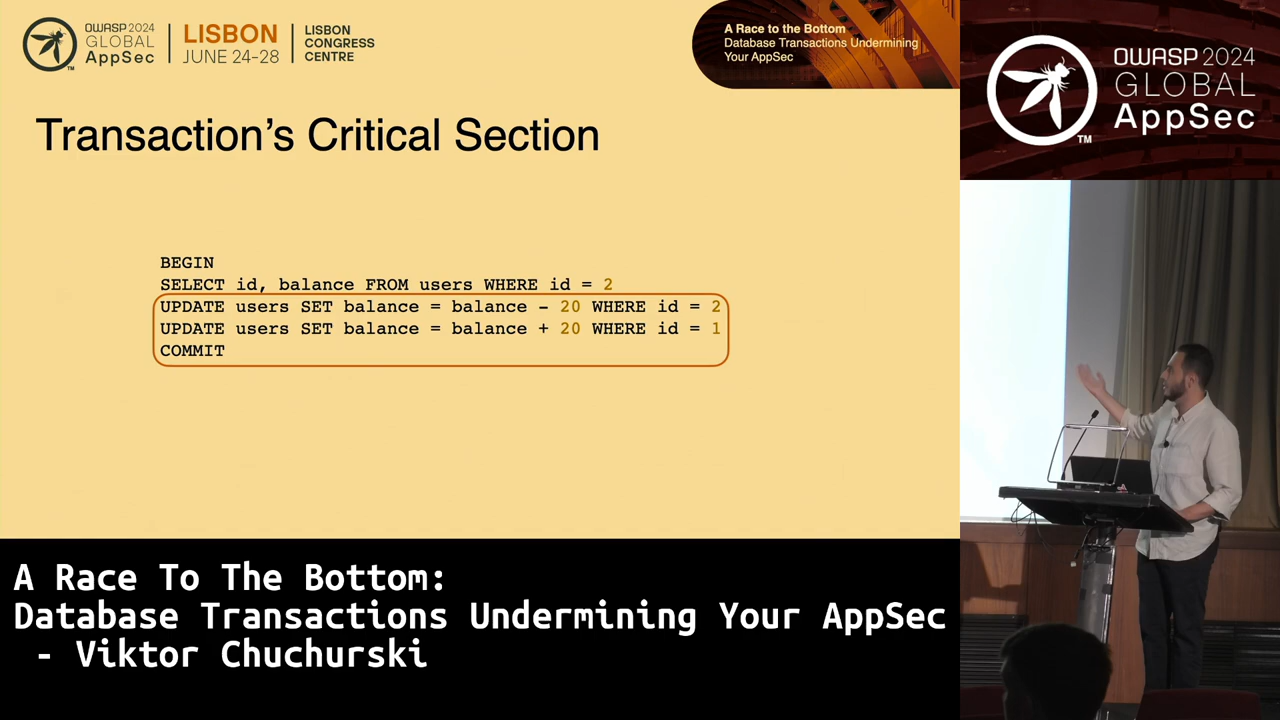 OWASP 2024
GLOBAL
AppSec
TM
LISBON
JUNE 24-28
LISBON
CONGRESS
CENTRE
A Race to the Bottom
Database Transactions Undermining
Your AppSec
OWASP 2024
GLOBAL
AppSec
TM
Transaction's Critical Section
BEGIN
SELECT id, balance FROM users WHERE id = 2
UPDATE users SET balance = balance - 20 WHERE id = 2
UPDATE users SET balance = balance + 20 WHERE id = 1
COMMIT
A Race To The Bottom:
Database Transactions Undermining Your AppSec
- Viktor Chuchurski